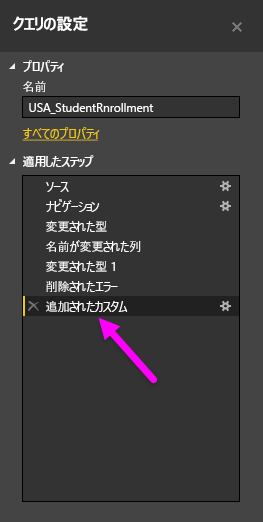 クエリの設定
プロパティ
名前
USA_StudentRnrollment
すべてのプロパティ
適用したステップ
ソース
ナビゲーション
変更された型
名前が変更された列
変更された型 1
削除されたエラー
追加されたカスタム